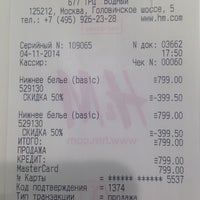 677 ТРЦ "Водный"
125212, Москва, Головинское шоссе, 5
тел.: +7 (495) 926-23-28 www.hm.com
Серийный N: 109065 N док: 03662
04-11-2014 17:50
Кассир: Чек N: 00060
Нижнее белье (basic) =799.00
529130
СКИДКА 50% =-399.50
Нижнее белье (basic) =799.00
529130
СКИДКА 50% =-399.50
ИТОГО: =799.00
ПРОДАЖА
КРЕДИТ: =799.00
MasterCard 799.00
N Карты = ****** ****** 5537
Код подтверждения = 1374
Тип транзакции = продажа